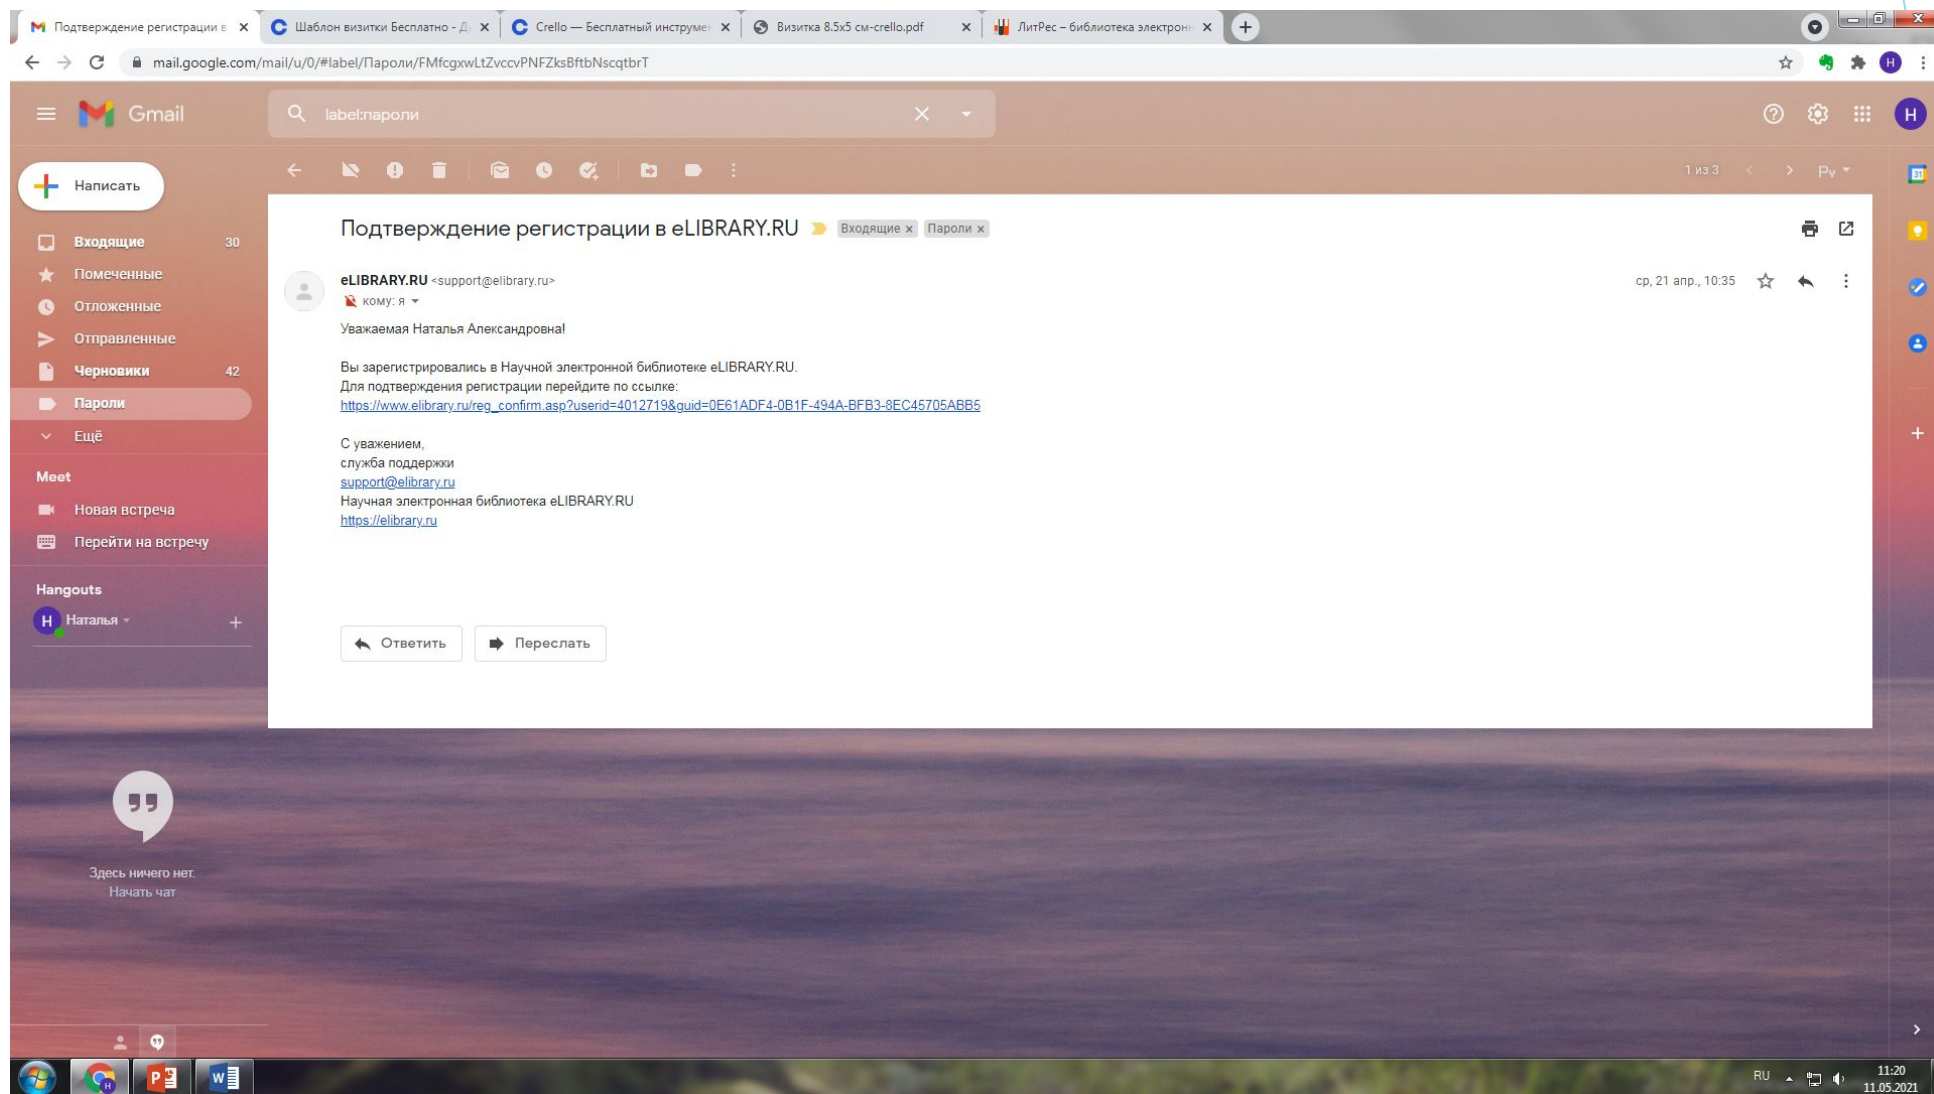 Подтверждение регистрации в
Шаблон визитки Бесплатно - Д
Crello — Бесплатный инструмен
Визитка 8.5x5 см-crello.pdf
ЛитРес – библиотека электронн
mail.google.com/mail/u/0/#label/Пароли/FMfcgxwLtZvccvPNFZksBftbNscqtbrT
Н
Gmail
label:пароли
Н
Написать
1 из 3
Ру
31
Подтверждение регистрации в eLIBRARY.RU
Входящие x
Пароли x
Входящие 30
Помеченные
Отложенные
Отправленные
Черновики 42
Пароли
Ещё
eLIBRARY.RU <support@elibrary.ru>
ср, 21 апр., 10:35
кому: я
Уважаемая Наталья Александровна!
Вы зарегистрировались в Научной электронной библиотеке eLIBRARY.RU.
Для подтверждения регистрации перейдите по ссылке:
https://www.elibrary.ru/reg_confirm.asp?userid=4012719&guid=0E61ADF4-0B1F-494A-BFB3-8EC45705ABB5
С уважением,
служба поддержки
support@elibrary.ru
Научная электронная библиотека eLIBRARY.RU
https://elibrary.ru
Meet
Новая встреча
Перейти на встречу
Hangouts
Н Наталья
Ответить
Переслать
Здесь ничего нет.
Начать чат
RU
11:20
11.05.2021